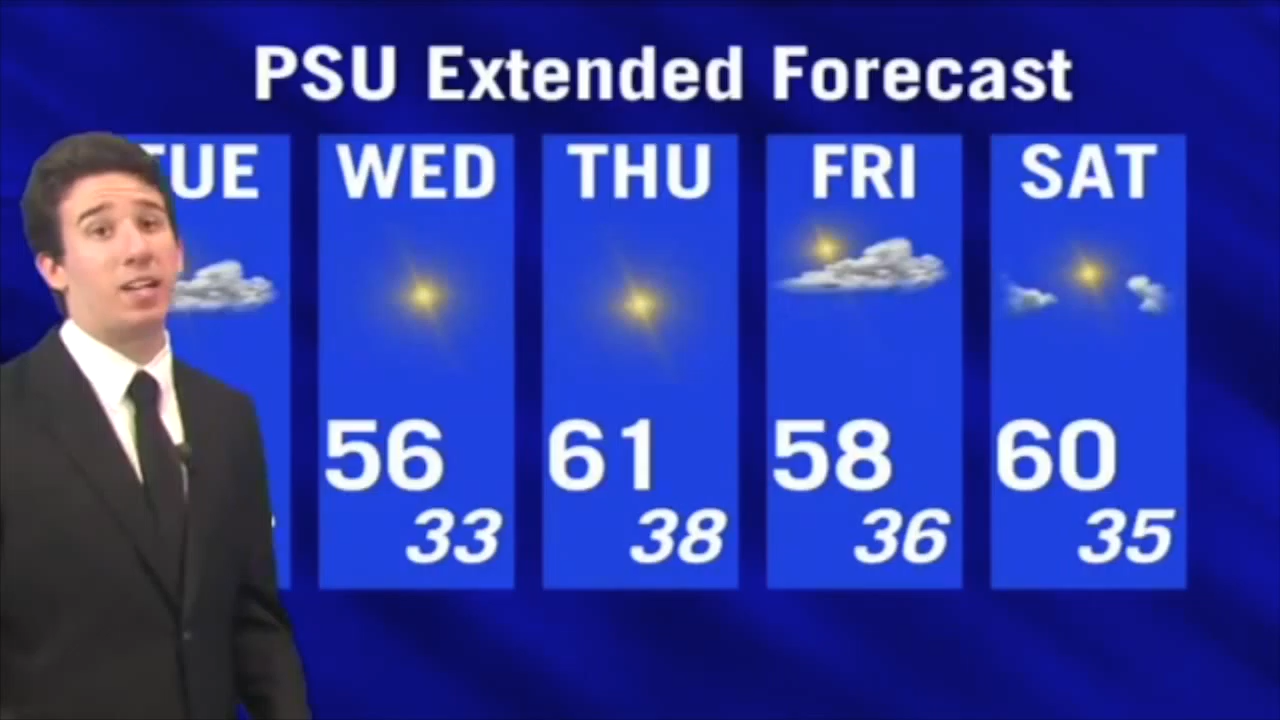 PSU Extended Forecast
TUE WED THU FRI SAT
56 61 58 60
33 38 36 35